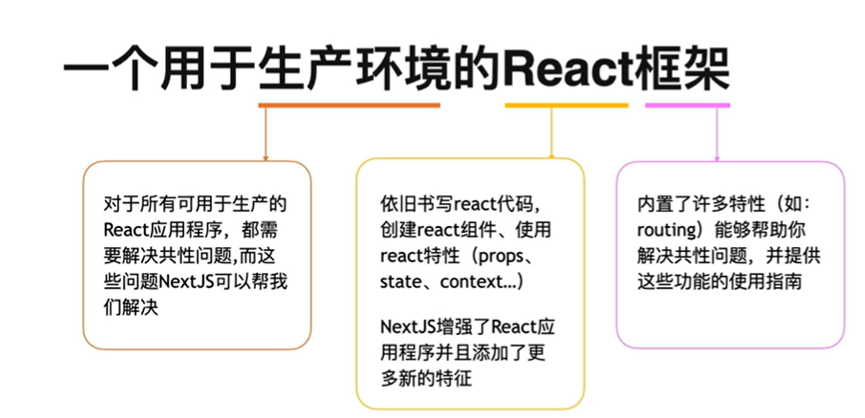 一个用于生产环境的React框架
对于所有可用于生产的
React应用程序，都需
要解决共性问题,而这
些问题NextJS可以帮我
们解决
依旧书写react代码，
创建react组件、使用
react特性（props、
state、context...）
NextJS增强了React应
用程序并且添加了更
多新的特征
内置了许多特性（如：
routing）能够帮助你
解决共性问题，并提供
这些功能的使用指南